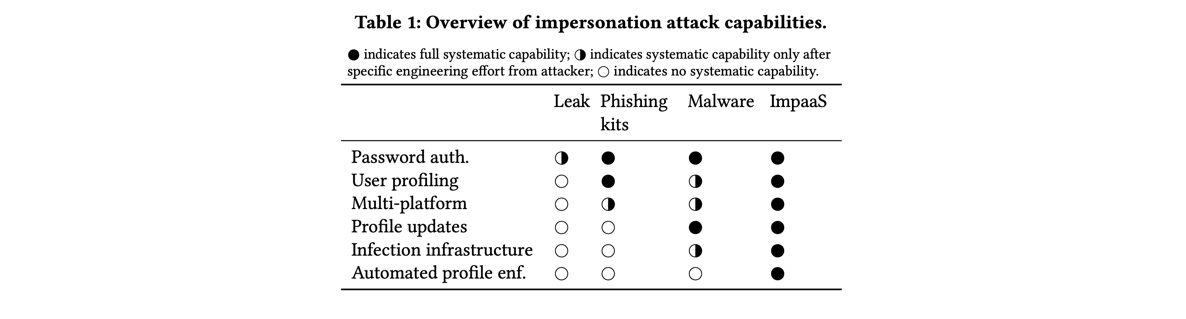 Table 1: Overview of impersonation attack capabilities.
● indicates full systematic capability; ◑ indicates systematic capability only after
specific engineering effort from attacker; ○ indicates no systematic capability.
Leak Phishing kits Malware ImpaaS
Password auth. ◑ ● ● ●
User profiling ○ ● ◑ ●
Multi-platform ○ ◑ ◑ ●
Profile updates ○ ○ ● ●
Infection infrastructure ○ ○ ◑ ●
Automated profile enf. ○ ○ ○ ●